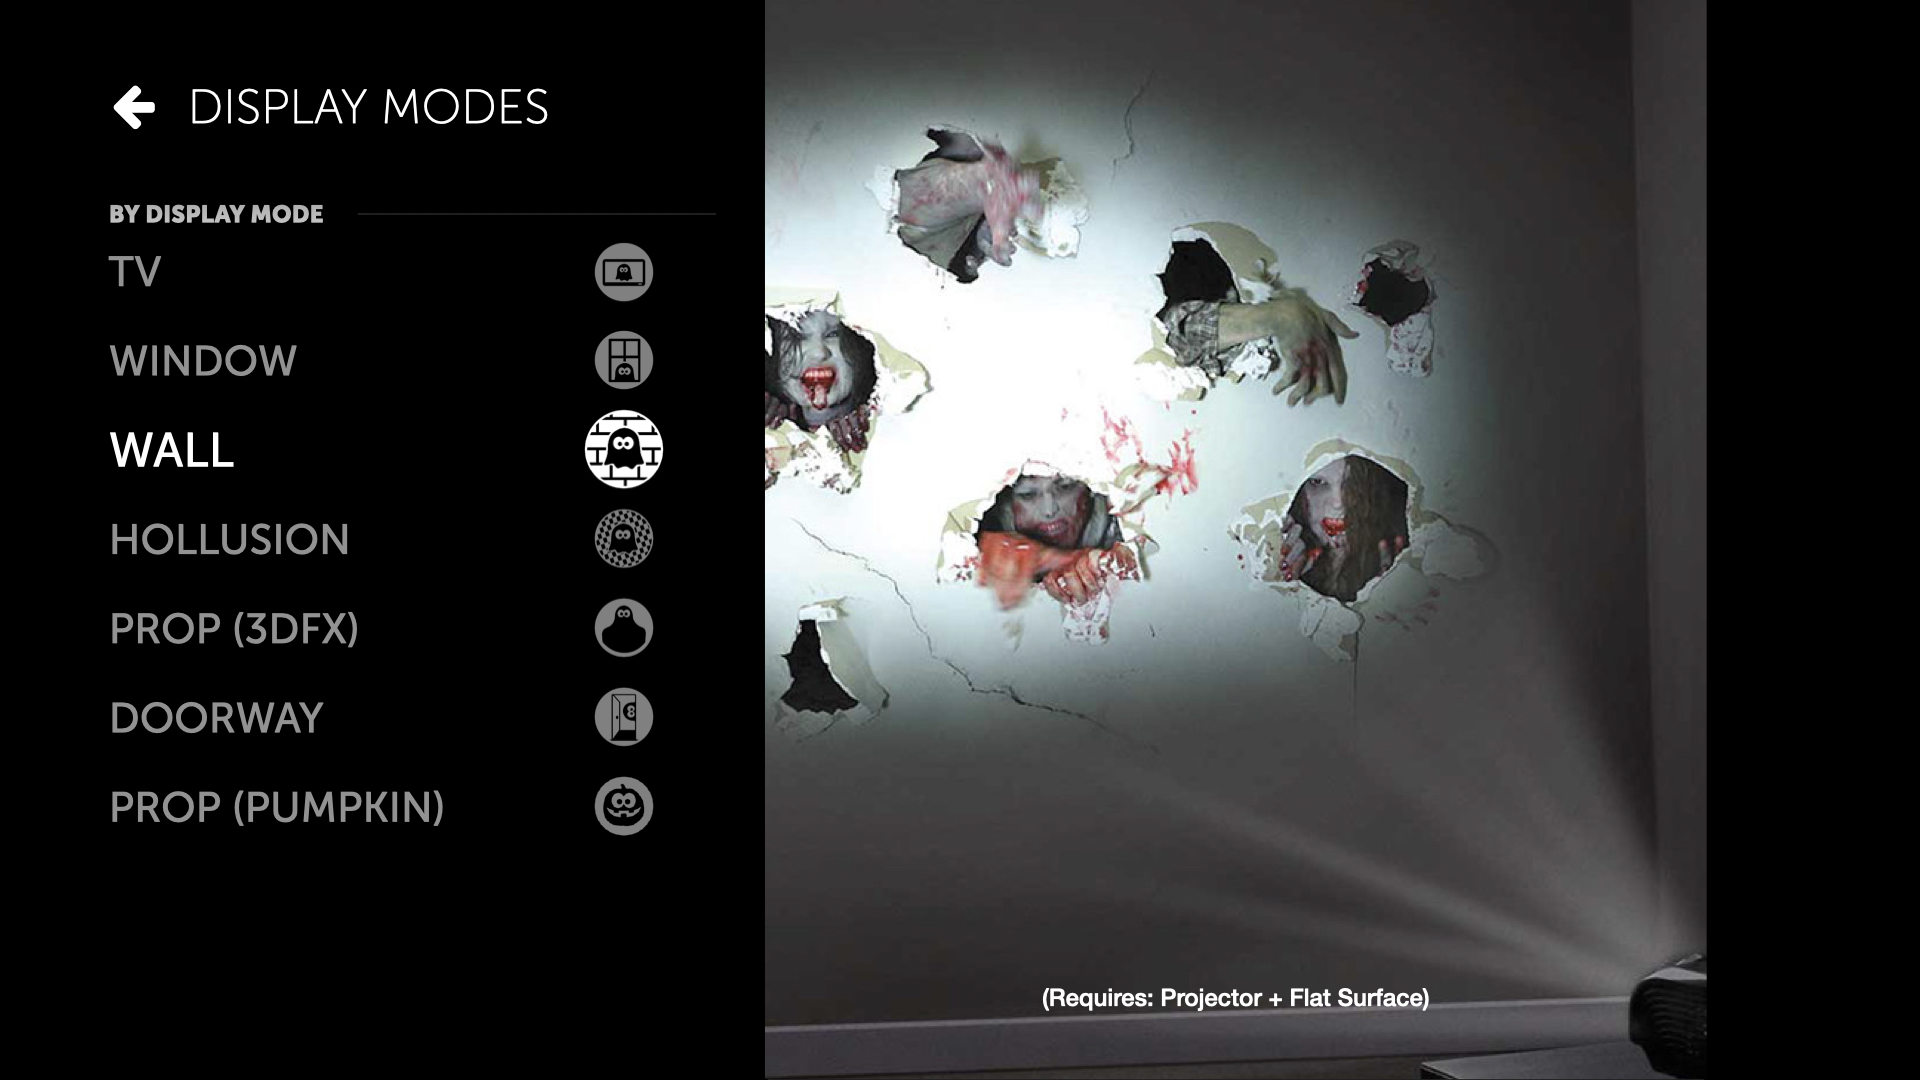 DISPLAY MODES
BY DISPLAY MODE
TV
WINDOW
WALL
HOLLUSION
PROP (3DFX)
DOORWAY
PROP (PUMPKIN)
(Requires: Projector + Flat Surface)